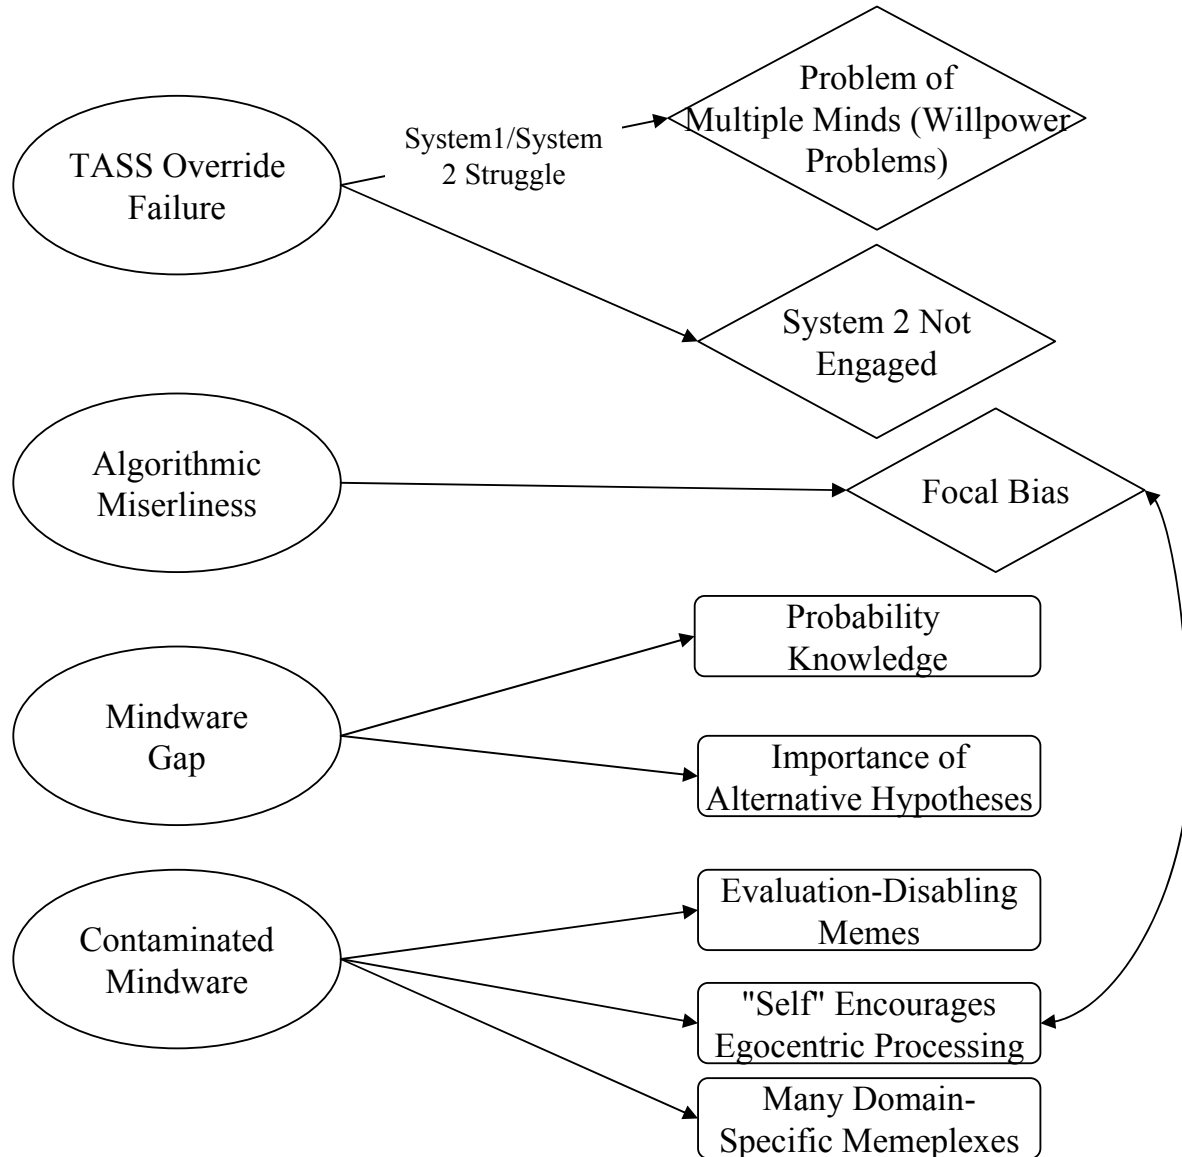 Problem of
Multiple Minds (Willpower
Problems)
System1/System
2 Struggle
TASS Override
Failure
System 2 Not
Engaged
Algorithmic
Miserliness
Focal Bias
Probability
Knowledge
Mindware
Gap
Importance of
Alternative Hypotheses
Evaluation-Disabling
Memes
Contaminated
Mindware
"Self" Encourages
Egocentric Processing
Many Domain-
Specific Memeplexes